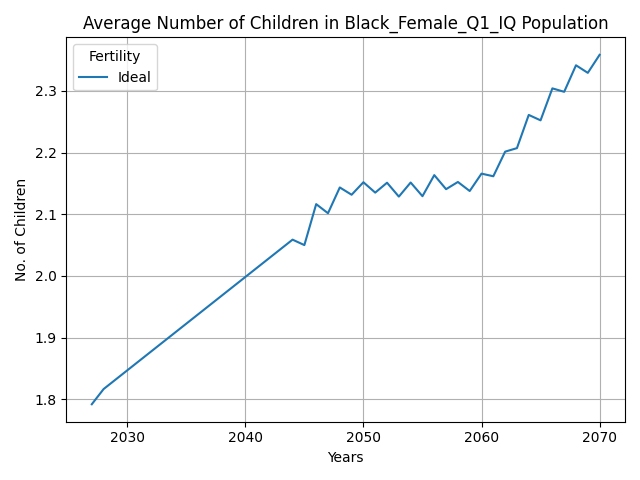 Average Number of Children in Black_Female_Q1_IQ Population
Fertility
Ideal
No. of Children
2.3
2.2
2.1
2.0
1.9
1.8
2030
2040
2050
2060
2070
Years